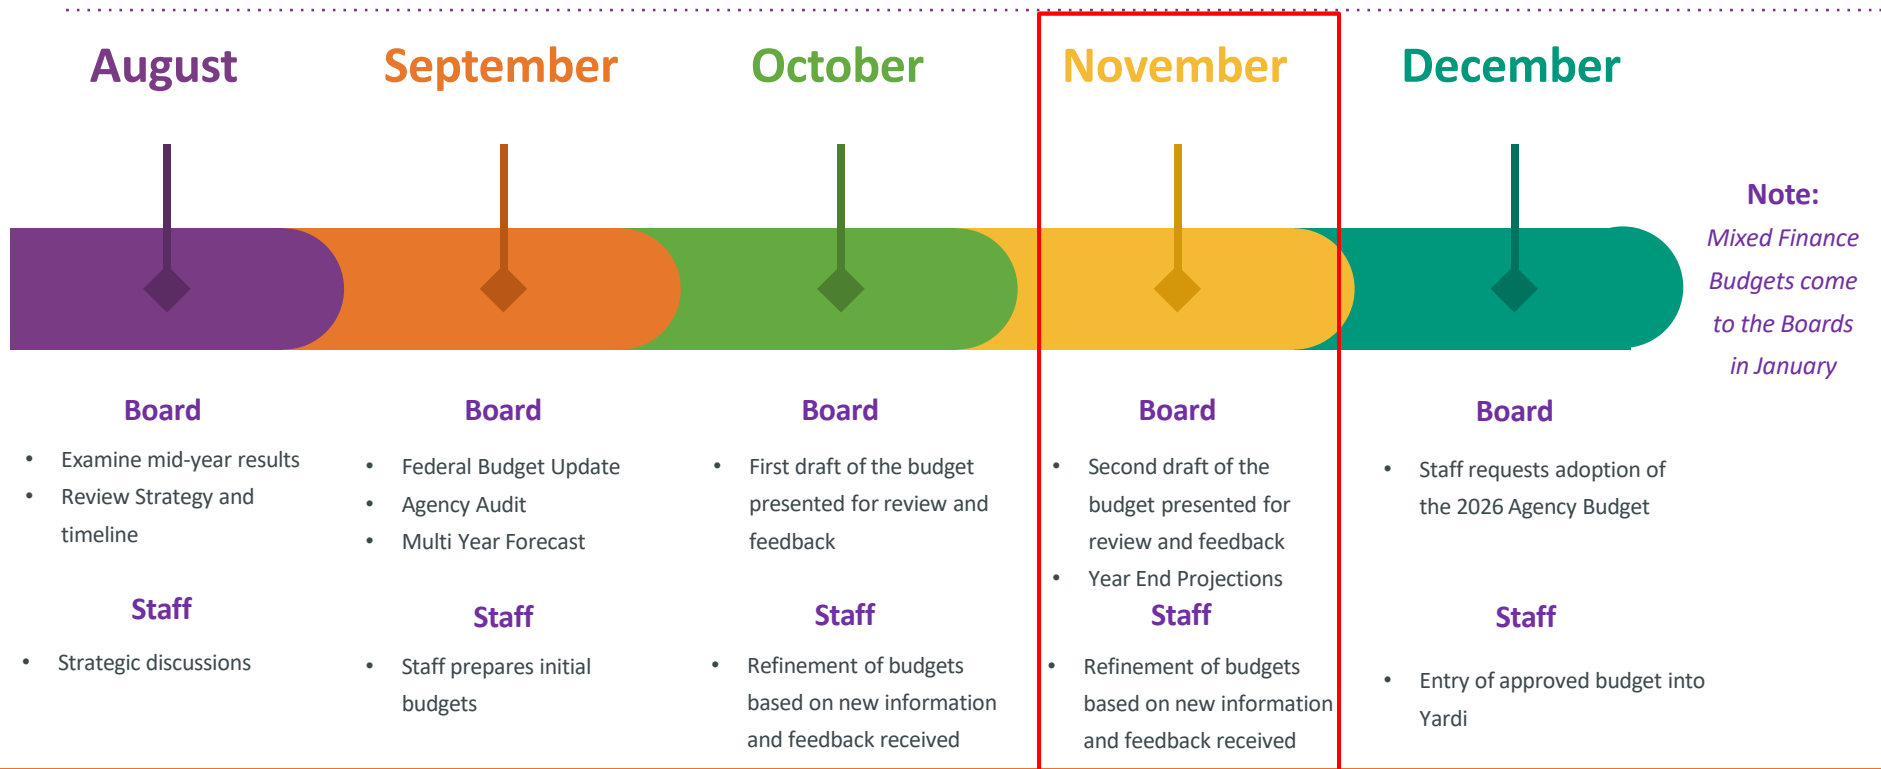 August
September
October
November
December
Note:
Mixed Finance
Budgets come
to the Boards
in January
Board
• Examine mid-year results
• Review Strategy and
timeline
Staff
• Strategic discussions
Board
• Federal Budget Update
• Agency Audit
• Multi Year Forecast
Staff
• Staff prepares initial
budgets
Board
• First draft of the budget
presented for review and
feedback
Staff
• Refinement of budgets
based on new information
and feedback received
Board
• Second draft of the
budget presented for
review and feedback
• Year End Projections
Staff
• Refinement of budgets
based on new information
and feedback received
Board
• Staff requests adoption of
the 2026 Agency Budget
Staff
• Entry of approved budget into
Yardi